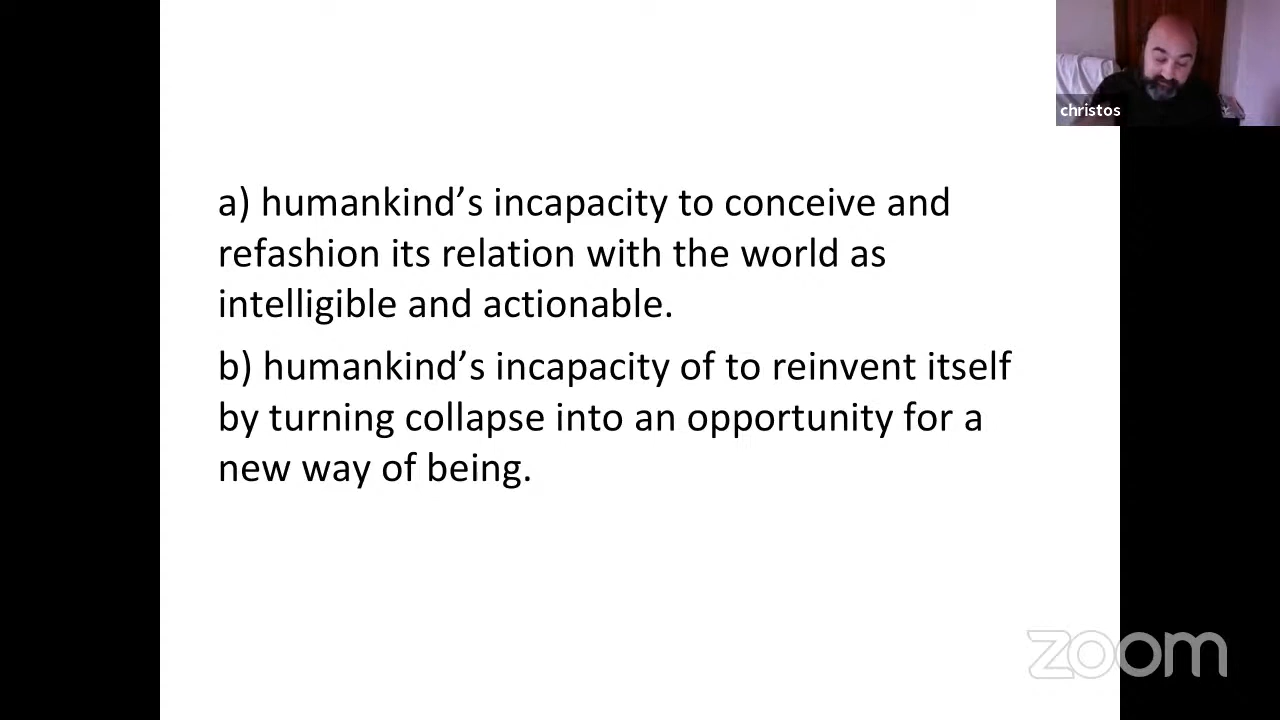 christos
a) humankind’s incapacity to conceive and
refashion its relation with the world as
intelligible and actionable.
b) humankind’s incapacity of to reinvent itself
by turning collapse into an opportunity for a
new way of being.
zoom